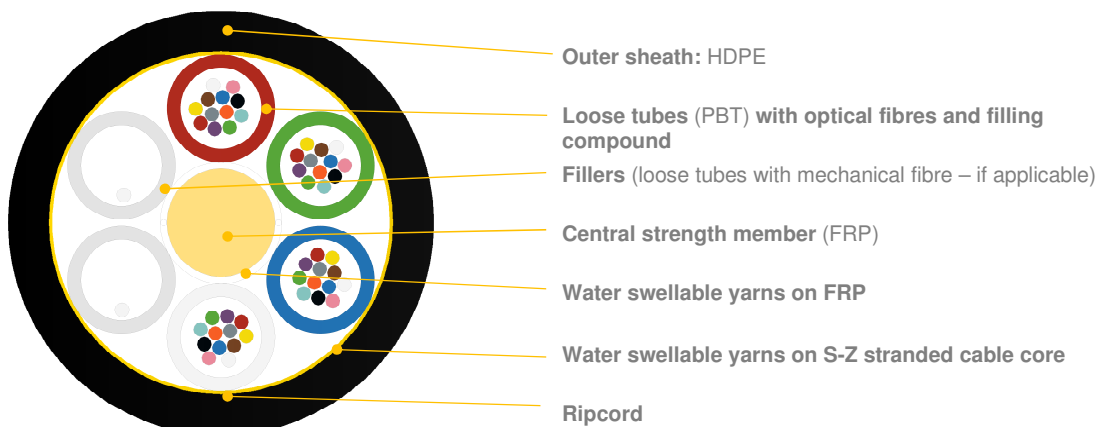 Outer sheath: HDPE
Loose tubes (PBT) with optical fibres and filling
compound
Fillers (loose tubes with mechanical fibre – if applicable)
Central strength member (FRP)
Water swellable yarns on FRP
Water swellable yarns on S-Z stranded cable core
Ripcord